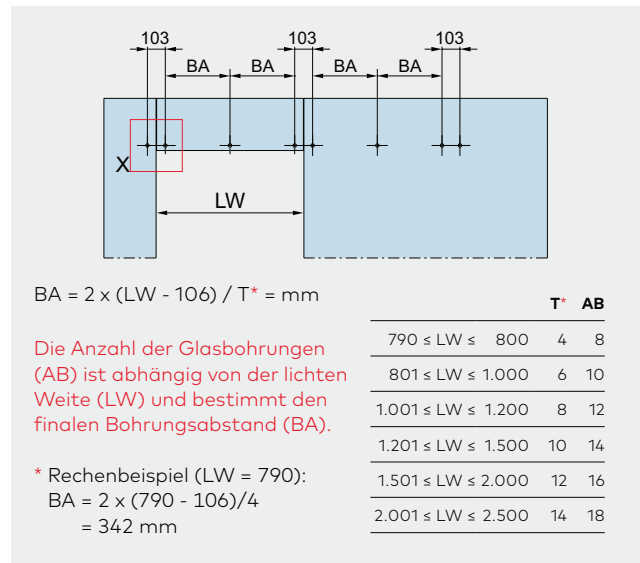 103 103 103
BA BA BA BA
X
LW
BA = 2 x (LW - 106) / T* = mm
Die Anzahl der Glasbohrungen
(AB) ist abhängig von der lichten
Weite (LW) und bestimmt den
finalen Bohrungsabstand (BA).
* Rechenbeispiel (LW = 790):
BA = 2 x (790 - 106)/4
= 342 mm
T* AB
790 ≤ LW ≤ 800 4 8
801 ≤ LW ≤ 1.000 6 10
1.001 ≤ LW ≤ 1.200 8 12
1.201 ≤ LW ≤ 1.500 10 14
1.501 ≤ LW ≤ 2.000 12 16
2.001 ≤ LW ≤ 2.500 14 18